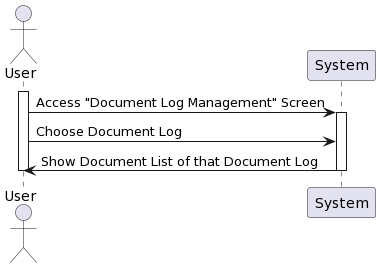 User
System
Access "Document Log Management" Screen
Choose Document Log
Show Document List of that Document Log
User
System